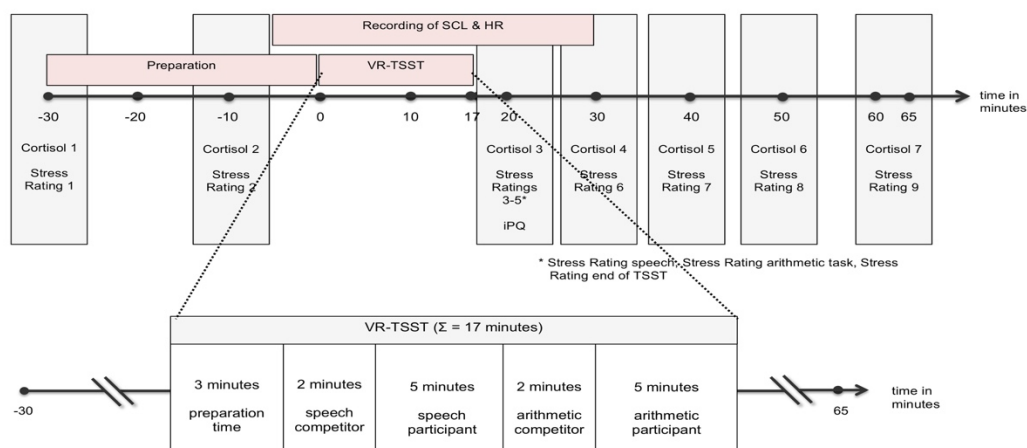 Recording of SCL & HR
Preparation
VR-TSST
time in
minutes
-30
-20
-10
0
10
17
20
30
40
50
60
65
Cortisol 1
Stress
Rating 1
Cortisol 2
Stress
Rating 2
Cortisol 3
Stress
Ratings
3-5*
iPQ
Cortisol 4
Stress
Rating 6
Cortisol 5
Stress
Rating 7
Cortisol 6
Stress
Rating 8
Cortisol 7
Stress
Rating 9
* Stress Rating speech, Stress Rating arithmetic task, Stress
Rating end of TSST
VR-TSST (Σ = 17 minutes)
3 minutes
preparation
time
2 minutes
speech
competitor
5 minutes
speech
participant
2 minutes
arithmetic
competitor
5 minutes
arithmetic
participant
-30
65
time in
minutes